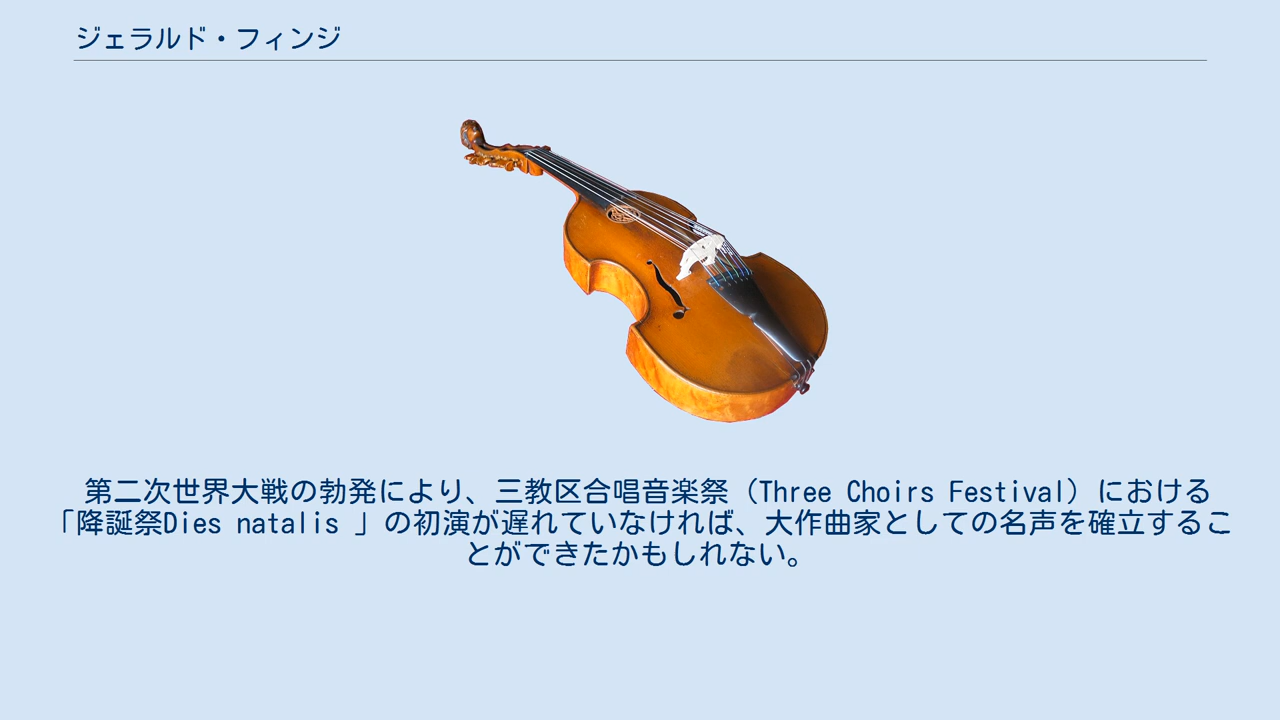 ジェラルド・フィンジ
第二次世界大戦の勃発により、三教区合唱音楽祭（Three Choirs Festival）における
「降誕祭Dies natalis 」の初演が遅れていなければ、大作曲家としての名声を確立するこ
とができたかもしれない。